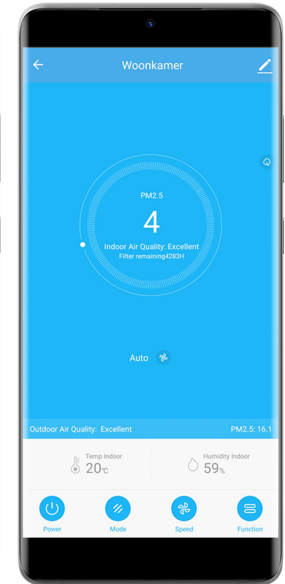 Woonkamer
PM2.5
4
Indoor Air Quality: Excellent
Filter remaining4283H
Auto
Outdoor Air Quality: Excellent PM2.5: 16.1
Temp Indoor
20℃
Humidity Indoor
59%
Power Mode Speed Function